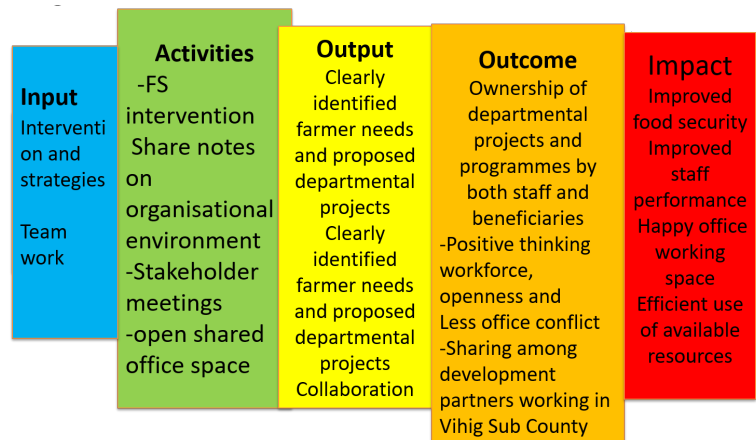 Input
Interventi
on and
strategies
Team
work
Activities
-FS
intervention
Share notes
on
organisational
environment
-Stakeholder
meetings
-open shared
office space
Output
Clearly
identified
farmer needs
and proposed
departmental
projects
Clearly
identified
farmer needs
and proposed
departmental
projects
Collaboration
Outcome
Ownership of
departmental
projects and
programmes by
both staff and
beneficiaries
-Positive thinking
workforce,
openness and
Less office conflict
-Sharing among
development
partners working in
Vihig Sub County
Impact
Improved
food security
Improved
staff
performance
Happy office
working
space
Efficient use
of available
resources